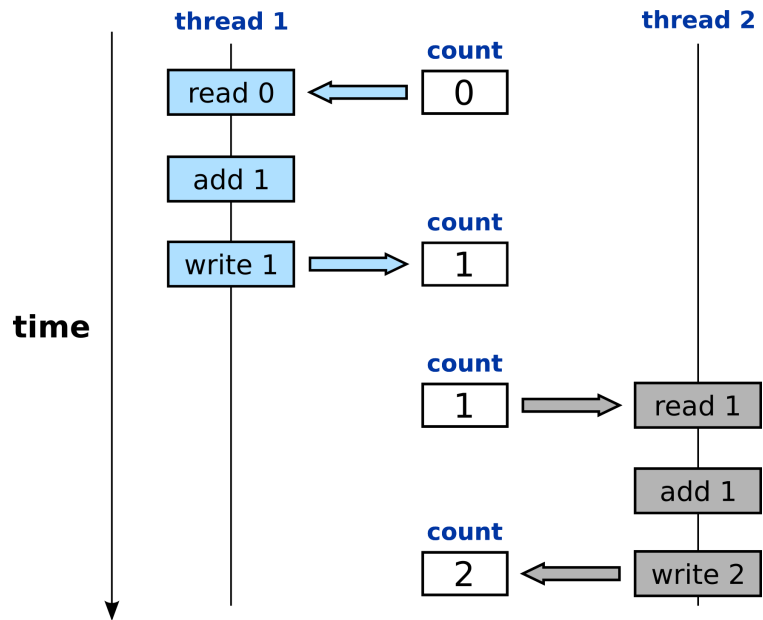 thread 1
thread 2
count
read 0
0
add 1
count
write 1
1
time
count
1
read 1
add 1
count
2
write 2